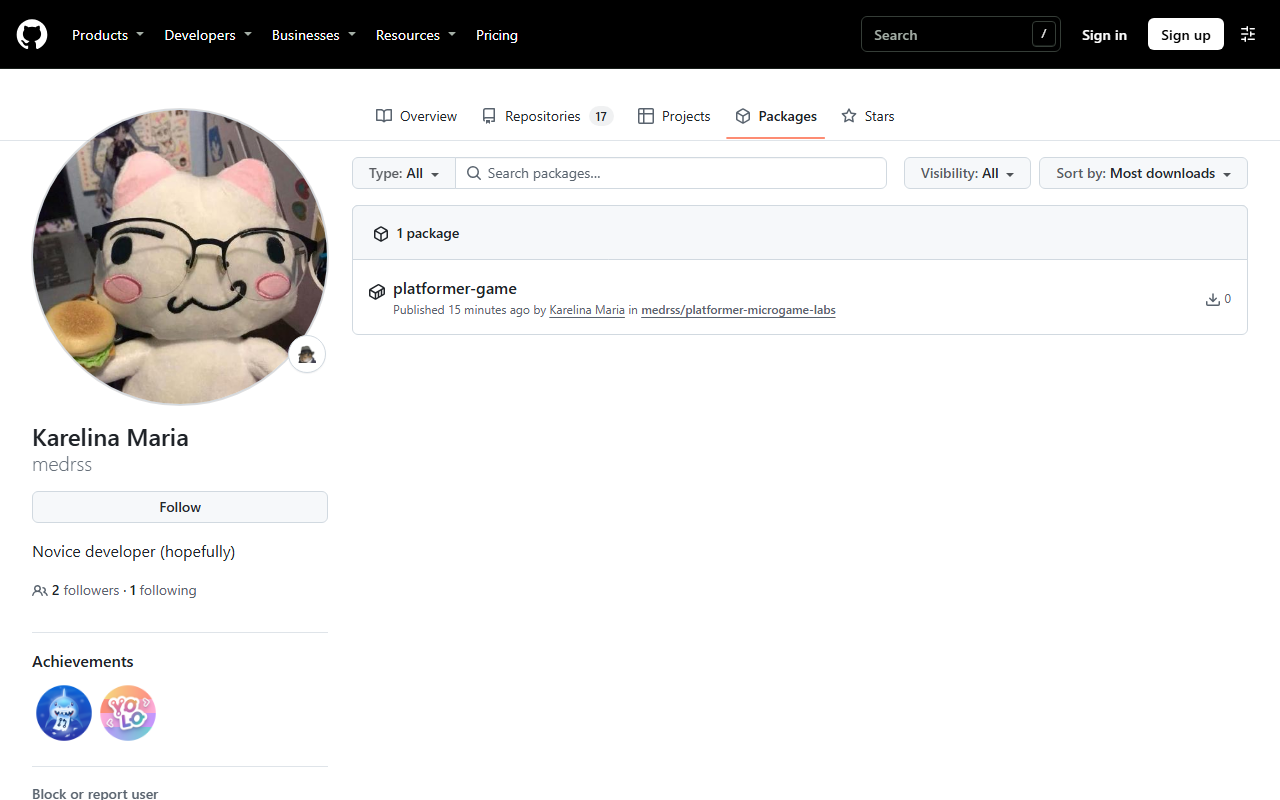 Products Developers Businesses Resources Pricing Search / Sign in Sign up
Overview Repositories 17 Projects Packages Stars
Type: All Search packages... Visibility: All Sort by: Most downloads
1 package
platformer-game
Published 15 minutes ago by Karelina Maria in medrss/platformer-microgame-labs 0
Karelina Maria
medrss
Follow
Novice developer (hopefully)
2 followers · 1 following
Achievements
YOLO
Block or report user